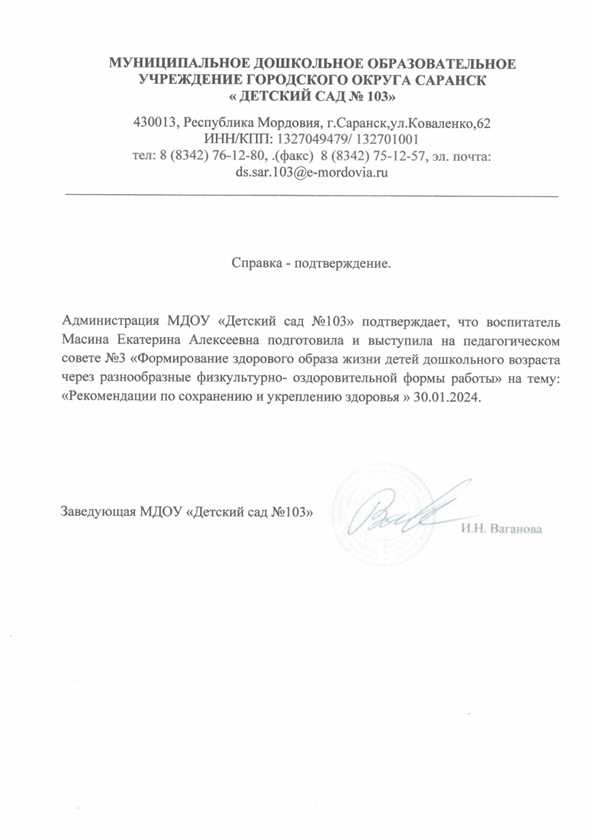 МУНИЦИПАЛЬНОЕ ДОШКОЛЬНОЕ ОБРАЗОВАТЕЛЬНОЕ
УЧРЕЖДЕНИЕ ГОРОДСКОГО ОКРУГА САРАНСК
« ДЕТСКИЙ САД № 103»
430013, Республика Мордовия, г.Саранск,ул.Коваленко,62
ИНН/КПП: 1327049479/ 132701001
тел: 8 (8342) 76-12-80, .(факс) 8 (8342) 75-12-57, эл. почта:
ds.sar.103@e-mordovia.ru
Справка - подтверждение.
Администрация МДОУ «Детский сад №103» подтверждает, что воспитатель
Масина Екатерина Алексеевна подготовила и выступила на педагогическом
совете №3 «Формирование здорового образа жизни детей дошкольного возраста
через разнообразные физкультурно- оздоровительной формы работы» на тему:
«Рекомендации по сохранению и укреплению здоровья » 30.01.2024.
Заведующая МДОУ «Детский сад №103»
И.Н. Ваганова